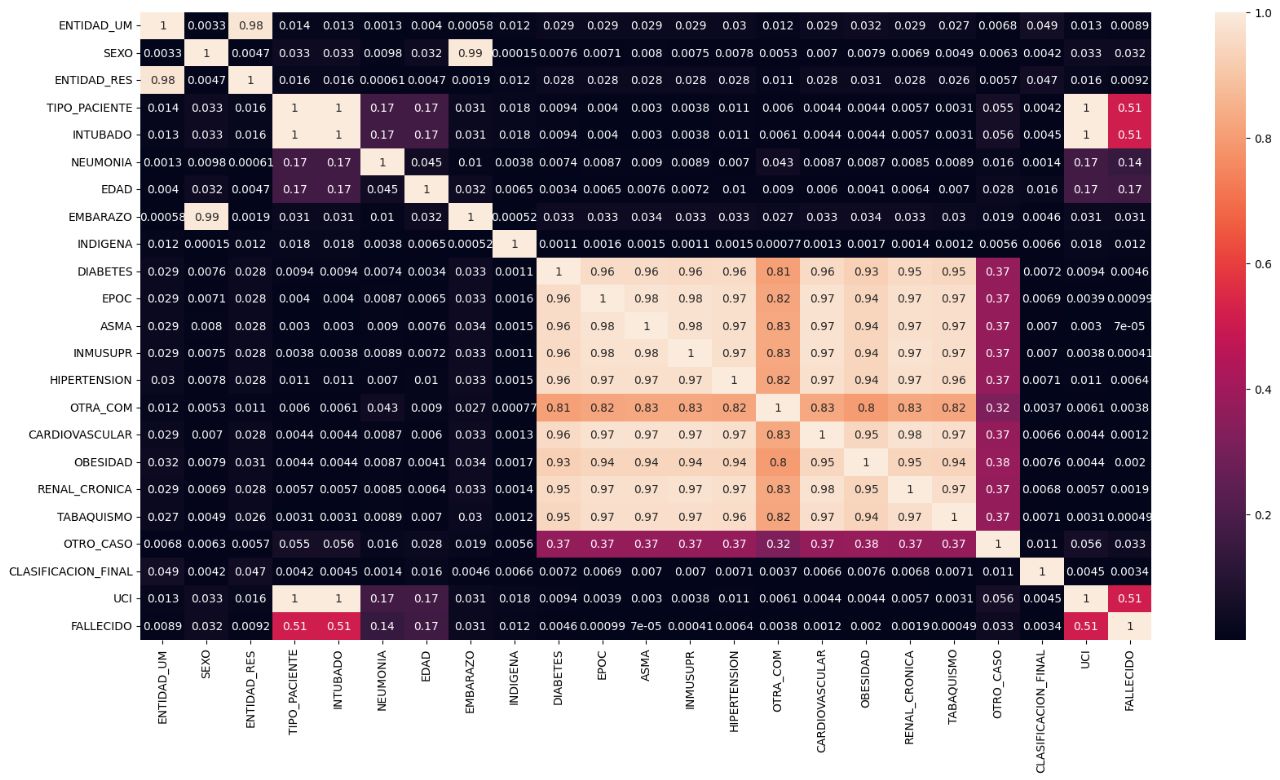 ENTIDAD_UM 1 0.0033 0.98 0.014 0.013 0.0013 0.004 0.00058 0.012 0.029 0.029 0.029 0.029 0.03 0.012 0.029 0.032 0.029 0.027 0.0068 0.049 0.013 0.0089
SEXO 0.0033 1 0.0047 0.033 0.033 0.0098 0.032 0.99 0.00015 0.0076 0.0071 0.008 0.0075 0.0078 0.0053 0.007 0.0079 0.0069 0.0049 0.0063 0.0042 0.033 0.032
ENTIDAD_RES 0.98 0.0047 1 0.016 0.016 0.00061 0.0047 0.0019 0.012 0.028 0.028 0.028 0.028 0.028 0.011 0.028 0.031 0.028 0.026 0.0057 0.047 0.016 0.0092
TIPO_PACIENTE 0.014 0.033 0.016 1 1 0.17 0.17 0.031 0.018 0.0094 0.004 0.003 0.0038 0.011 0.006 0.0044 0.0044 0.0057 0.0031 0.055 0.0042 1 0.51
INTUBADO 0.013 0.033 0.016 1 1 0.17 0.17 0.031 0.018 0.0094 0.004 0.003 0.0038 0.011 0.0061 0.0044 0.0044 0.0057 0.0031 0.056 0.0045 1 0.51
NEUMONIA 0.0013 0.0098 0.00061 0.17 0.17 1 0.045 0.01 0.0038 0.0074 0.0087 0.009 0.0089 0.007 0.043 0.0087 0.0087 0.0085 0.0089 0.016 0.0014 0.17 0.14
EDAD 0.004 0.032 0.0047 0.17 0.17 0.045 1 0.032 0.0065 0.0034 0.0065 0.0076 0.0072 0.01 0.009 0.006 0.0041 0.0064 0.007 0.028 0.016 0.17 0.17
EMBARAZO 0.00058 0.99 0.0019 0.031 0.031 0.01 0.032 1 0.00052 0.033 0.033 0.034 0.033 0.033 0.027 0.033 0.034 0.033 0.03 0.019 0.0046 0.031 0.031
INDIGENA 0.012 0.00015 0.012 0.018 0.018 0.0038 0.0065 0.00052 1 0.0011 0.0016 0.0015 0.0011 0.0015 0.00077 0.0013 0.0017 0.0014 0.0012 0.0056 0.0066 0.018 0.012
DIABETES 0.029 0.0076 0.028 0.0094 0.0094 0.0074 0.0034 0.033 0.0011 1 0.96 0.96 0.96 0.96 0.81 0.96 0.93 0.95 0.95 0.37 0.0072 0.0094 0.0046
EPOC 0.029 0.0071 0.028 0.004 0.004 0.0087 0.0065 0.033 0.0016 0.96 1 0.98 0.98 0.97 0.82 0.97 0.94 0.97 0.97 0.37 0.0069 0.0039 0.00099
ASMA 0.029 0.008 0.028 0.003 0.003 0.009 0.0076 0.034 0.0015 0.96 0.98 1 0.98 0.97 0.83 0.97 0.94 0.97 0.97 0.37 0.007 0.003 7e-05
INMUSUPR 0.029 0.0075 0.028 0.0038 0.0038 0.0089 0.0072 0.033 0.0011 0.96 0.98 0.98 1 0.97 0.83 0.97 0.94 0.97 0.97 0.37 0.007 0.0038 0.00041
HIPERTENSION 0.03 0.0078 0.028 0.011 0.011 0.007 0.01 0.033 0.0015 0.96 0.97 0.97 0.97 1 0.82 0.97 0.94 0.97 0.96 0.37 0.0071 0.011 0.0064
OTRA_COM 0.012 0.0053 0.011 0.006 0.0061 0.043 0.009 0.027 0.00077 0.81 0.82 0.83 0.83 0.82 1 0.83 0.8 0.83 0.82 0.32 0.0037 0.0061 0.0038
CARDIOVASCULAR 0.029 0.007 0.028 0.0044 0.0044 0.0087 0.006 0.033 0.0013 0.96 0.97 0.97 0.97 0.97 0.83 1 0.95 0.98 0.97 0.37 0.0066 0.0044 0.0012
OBESIDAD 0.032 0.0079 0.031 0.0044 0.0044 0.0087 0.0041 0.034 0.0017 0.93 0.94 0.94 0.94 0.94 0.8 0.95 1 0.95 0.94 0.38 0.0076 0.0044 0.002
RENAL_CRONICA 0.029 0.0069 0.028 0.0057 0.0057 0.0085 0.0064 0.033 0.0014 0.95 0.97 0.97 0.97 0.97 0.83 0.98 0.95 1 0.97 0.37 0.0068 0.0057 0.0019
TABAQUISMO 0.027 0.0049 0.026 0.0031 0.0031 0.0089 0.007 0.03 0.0012 0.95 0.97 0.97 0.97 0.96 0.82 0.97 0.94 0.97 1 0.37 0.0071 0.0031 0.00049
OTRO_CASO 0.0068 0.0063 0.0057 0.055 0.056 0.016 0.028 0.019 0.0056 0.37 0.37 0.37 0.37 0.37 0.32 0.37 0.38 0.37 0.37 1 0.011 0.056 0.033
CLASIFICACION_FINAL 0.049 0.0042 0.047 0.0042 0.0045 0.0014 0.016 0.0046 0.0066 0.0072 0.0069 0.007 0.007 0.0071 0.0037 0.0066 0.0076 0.0068 0.0071 0.011 1 0.0045 0.0034
UCI 0.013 0.033 0.016 1 1 0.17 0.17 0.031 0.018 0.0094 0.0039 0.003 0.0038 0.011 0.0061 0.0044 0.0044 0.0057 0.0031 0.056 0.0045 1 0.51
FALLECIDO 0.0089 0.032 0.0092 0.51 0.51 0.14 0.17 0.031 0.012 0.0046 0.00099 7e-05 0.00041 0.0064 0.0038 0.0012 0.002 0.0019 0.00049 0.033 0.0034 0.51 1
ENTIDAD_UM
SEXO
ENTIDAD_RES
TIPO_PACIENTE
INTUBADO
NEUMONIA
EDAD
EMBARAZO
INDIGENA
DIABETES
EPOC
ASMA
INMUSUPR
HIPERTENSION
OTRA_COM
CARDIOVASCULAR
OBESIDAD
RENAL_CRONICA
TABAQUISMO
OTRO_CASO
CLASIFICACION_FINAL
UCI
FALLECIDO
1.0
0.8
0.6
0.4
0.2